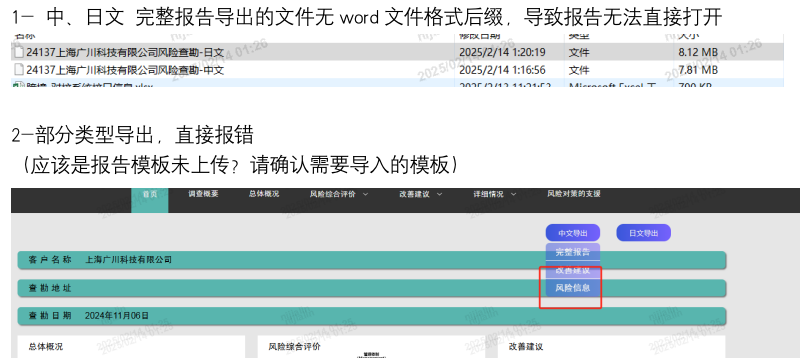 1- 中、日文 完整报告导出的文件无 word 文件格式后缀，导致报告无法直接打开
名称 修改日期 类型 大小
24137上海广川科技有限公司风险查勘-日文 2025/2/14 1:20:19 文件 8.12 MB
24137上海广川科技有限公司风险查勘-中文 2025/2/14 1:16:56 文件 7.81 MB
2-部分类型导出，直接报错
（应该是报告模板未上传？请确认需要导入的模板）
首页 调查概要 总体概况 风险综合评价 改善建议 详细情况 风险对策的支援
中文导出 日文导出
完整报告
客户名称 上海广川科技有限公司
改善建议
查勘地址 风险信息
查勘日期 2024年11月06日
总体概况 风险综合评价 改善建议